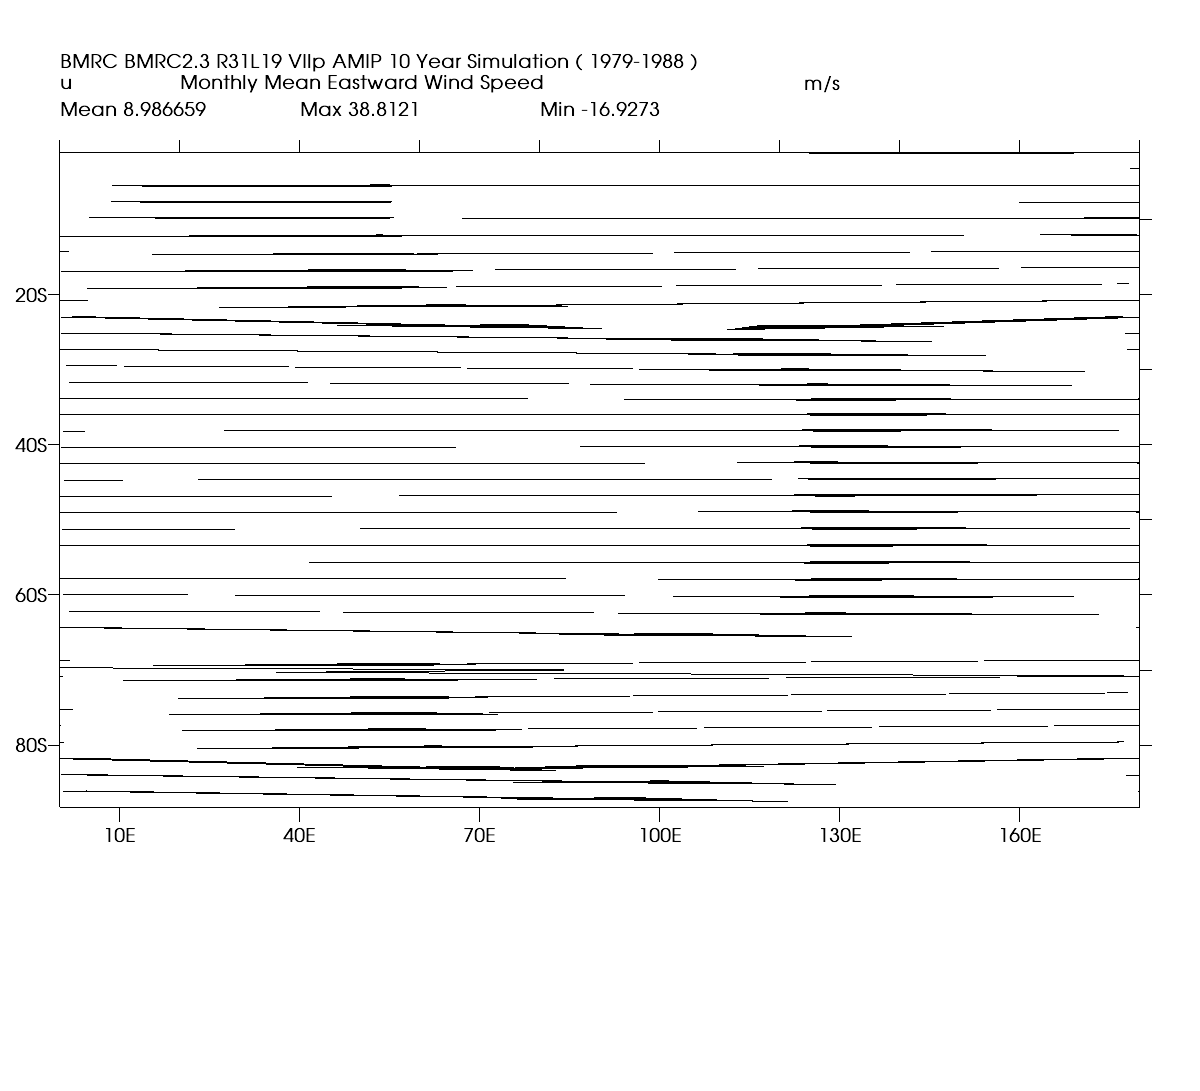 BMRC BMRC2.3 R31L19 VIIp AMIP 10 Year Simulation ( 1979-1988 )
u Monthly Mean Eastward Wind Speed m/s
Mean 8.986659 Max 38.8121 Min -16.9273
20S
40S
60S
80S
10E 40E 70E 100E 130E 160E